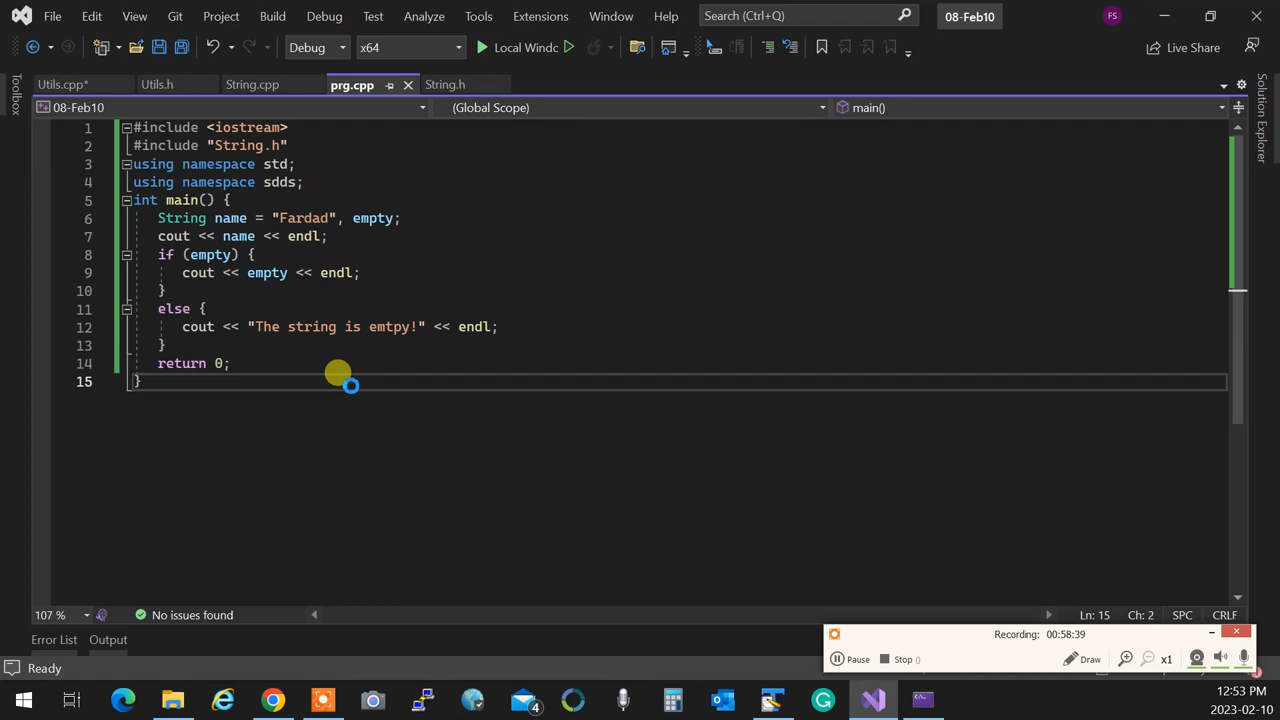 File Edit View Git Project Build Debug Test Analyze Tools Extensions Window Help Search (Ctrl+Q) 08-Feb10 FS
Debug x64 Local Windc Live Share
Utils.cpp* Utils.h String.cpp prg.cpp String.h
08-Feb10 (Global Scope) main()
Toolbox
Solution Explorer
1 #include <iostream>
2 #include "String.h"
3 using namespace std;
4 using namespace sdds;
5 int main() {
6 String name = "Fardad", empty;
7 cout << name << endl;
8 if (empty) {
9 cout << empty << endl;
10 }
11 else {
12 cout << "The string is emtpy!" << endl;
13 }
14 return 0;
15 }
107 % No issues found Ln: 15 Ch: 2 SPC CRLF
Error List Output
Recording: 00:58:39
Pause Stop Draw x1
Ready
4
12:53 PM
2023-02-10